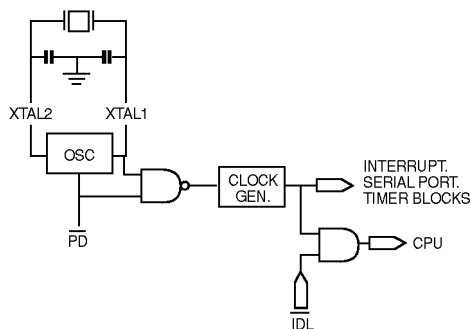 XTAL2
XTAL1
OSC
PD
CLOCK
GEN.
INTERRUPT.
SERIAL PORT.
TIMER BLOCKS
CPU
IDL